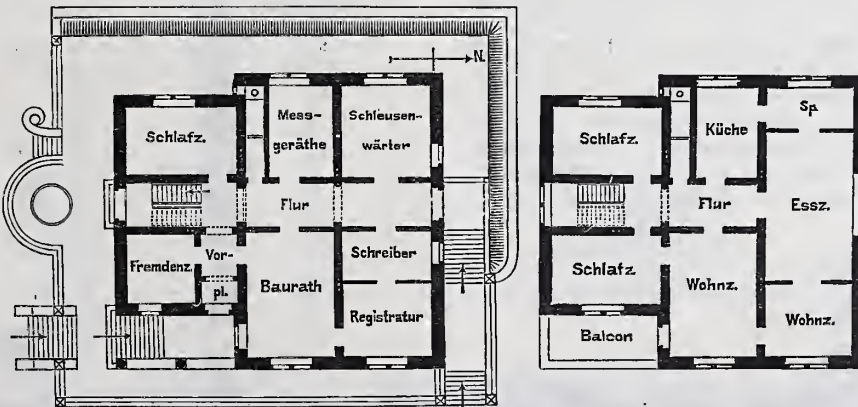 N.
Schlafz.
Mess-
geräthe
Schleusen-
wärter
Flur
Fremdenz.
Vor-
pl.
Baurath
Schreiber
Registratur
Schlafz.
Küche
Sp.
Flur
Essz.
Schlafz.
Wohnz.
Wohnz.
Balcon